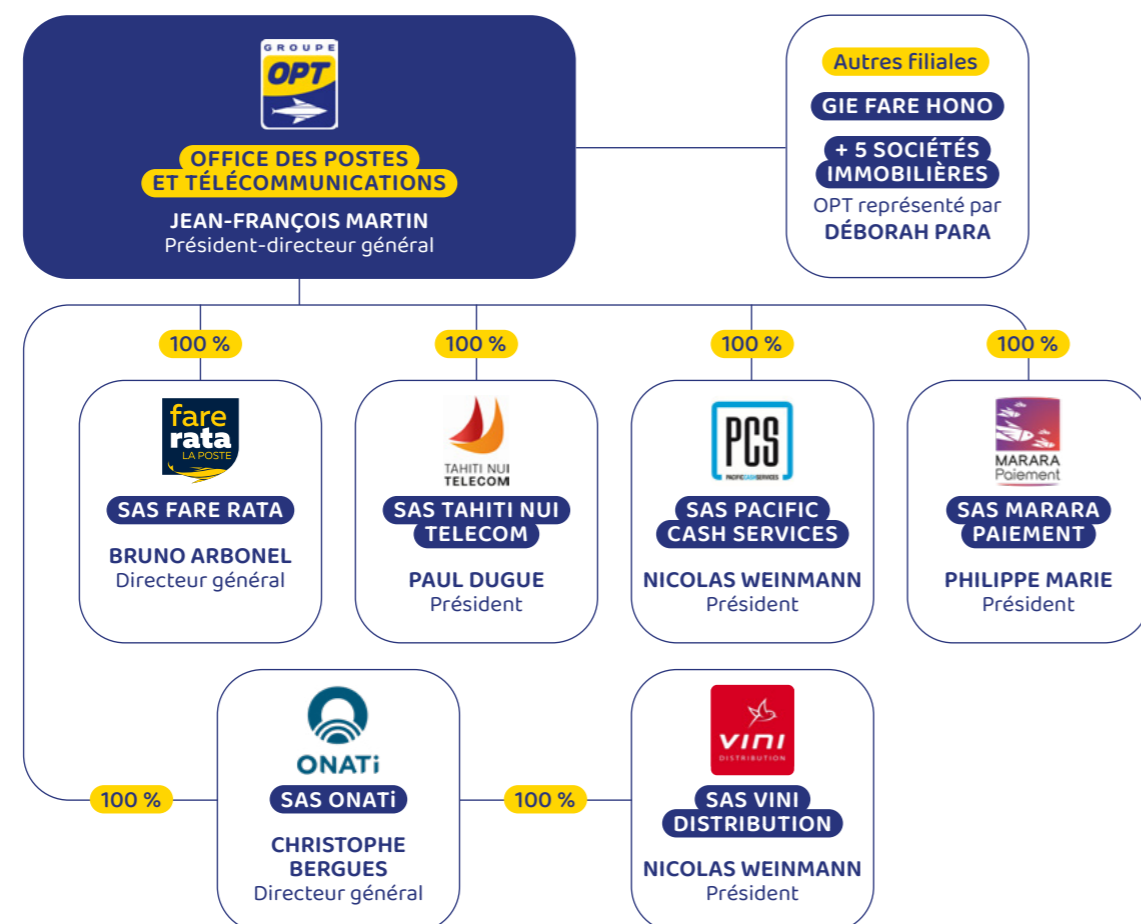 GROUPE
OPT
OFFICE DES POSTES
ET TÉLÉCOMMUNICATIONS
JEAN-FRANÇOIS MARTIN
Président-directeur général
Autres filiales
GIE FARE HONO
+ 5 SOCIÉTÉS
IMMOBILIÈRES
OPT représenté par
DÉBORAH PARA
100 %
100 %
100 %
100 %
fare
rata
LA POSTE
SAS FARE RATA
BRUNO ARBONEL
Directeur général
TAHITI NUI
TELECOM
SAS TAHITI NUI
TELECOM
PAUL DUGUE
Président
PCS
PACIFICCASHSERVICES
SAS PACIFIC
CASH SERVICES
NICOLAS WEINMANN
Président
MARARA
Paiement
SAS MARARA
PAIEMENT
PHILIPPE MARIE
Président
100 %
ONATi
SAS ONATi
CHRISTOPHE
BERGUES
Directeur général
100 %
VINI
DISTRIBUTION
SAS VINI
DISTRIBUTION
NICOLAS WEINMANN
Président